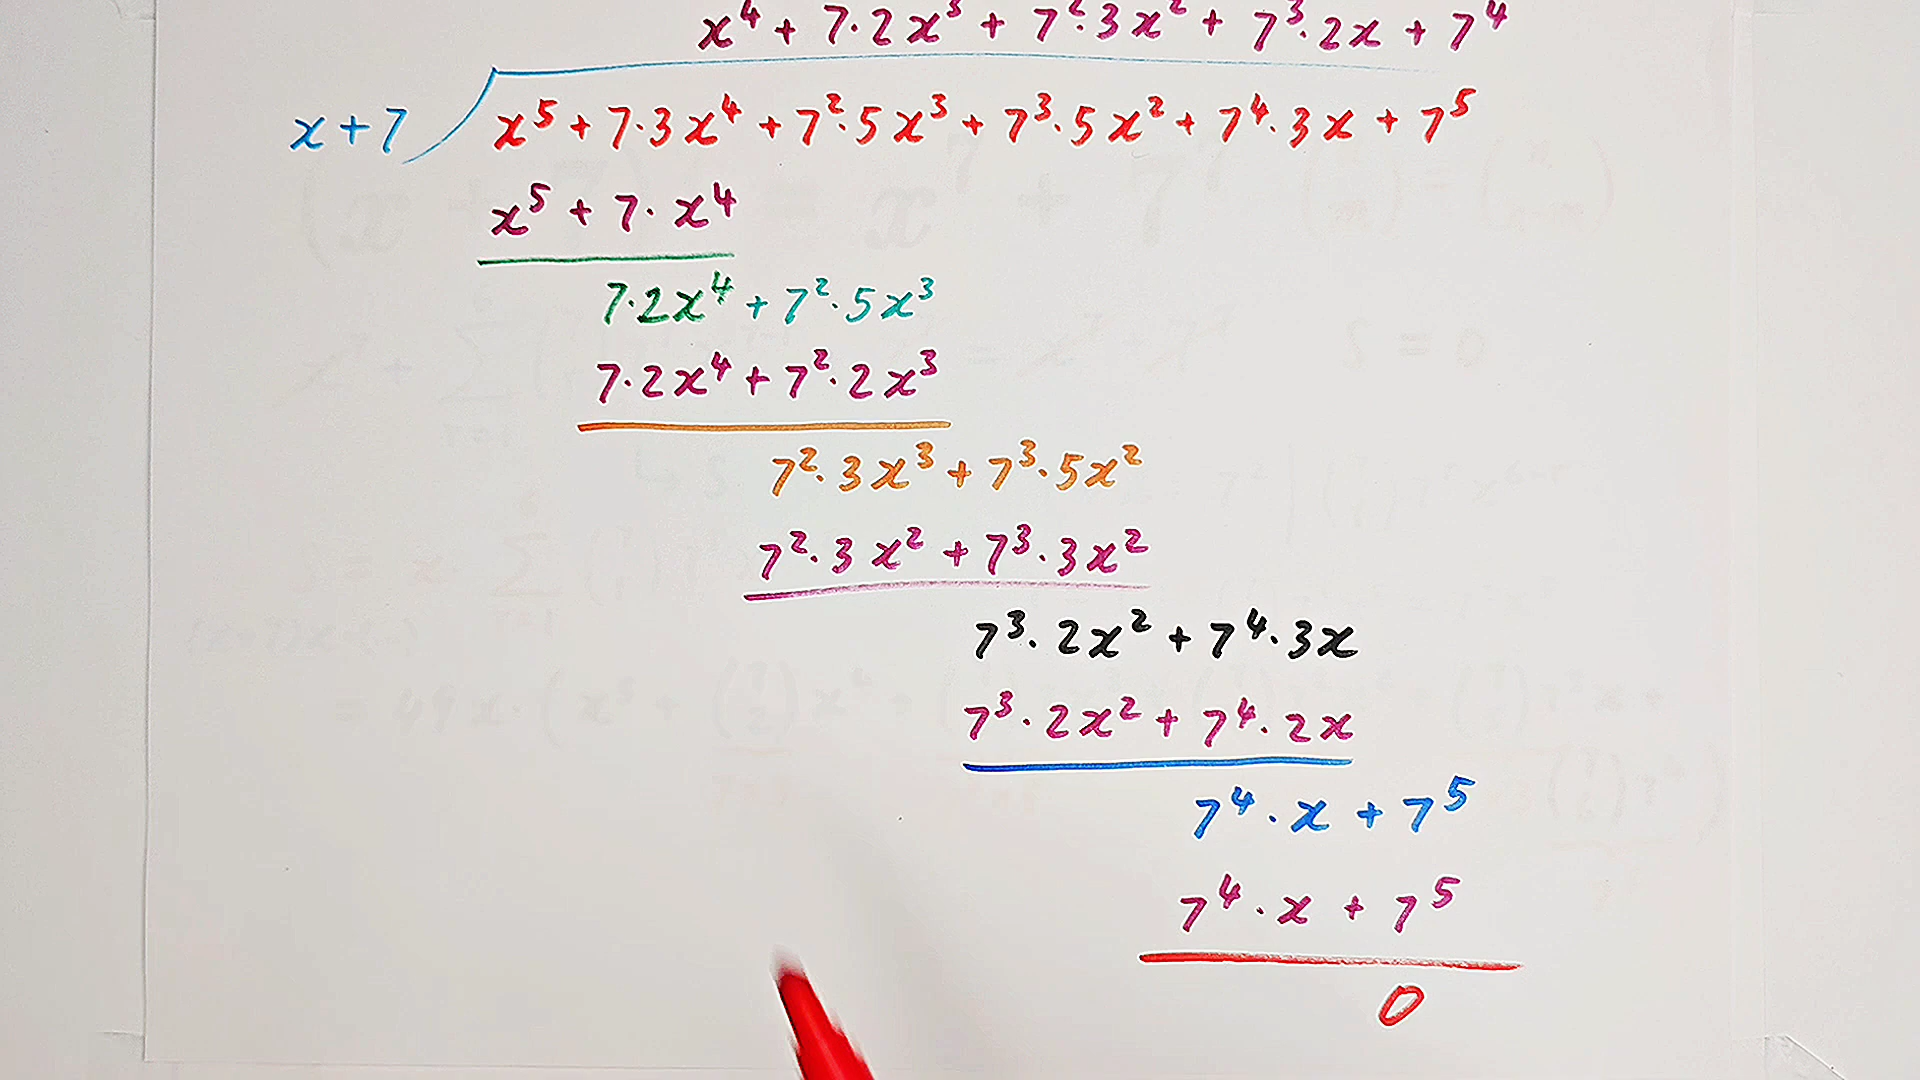 x⁴ + 7·2x³ + 7²·3x² + 7³·2x + 7⁴
x+7 x⁵ + 7·3x⁴ + 7²·5x³ + 7³·5x² + 7⁴·3x + 7⁵
x⁵ + 7·x⁴
7·2x⁴ + 7²·5x³
7·2x⁴ + 7²·2x³
7²·3x³ + 7³·5x²
7²·3x² + 7³·3x²
7³·2x² + 7⁴·3x
7³·2x² + 7⁴·2x
7⁴·x + 7⁵
7⁴·x + 7⁵
0